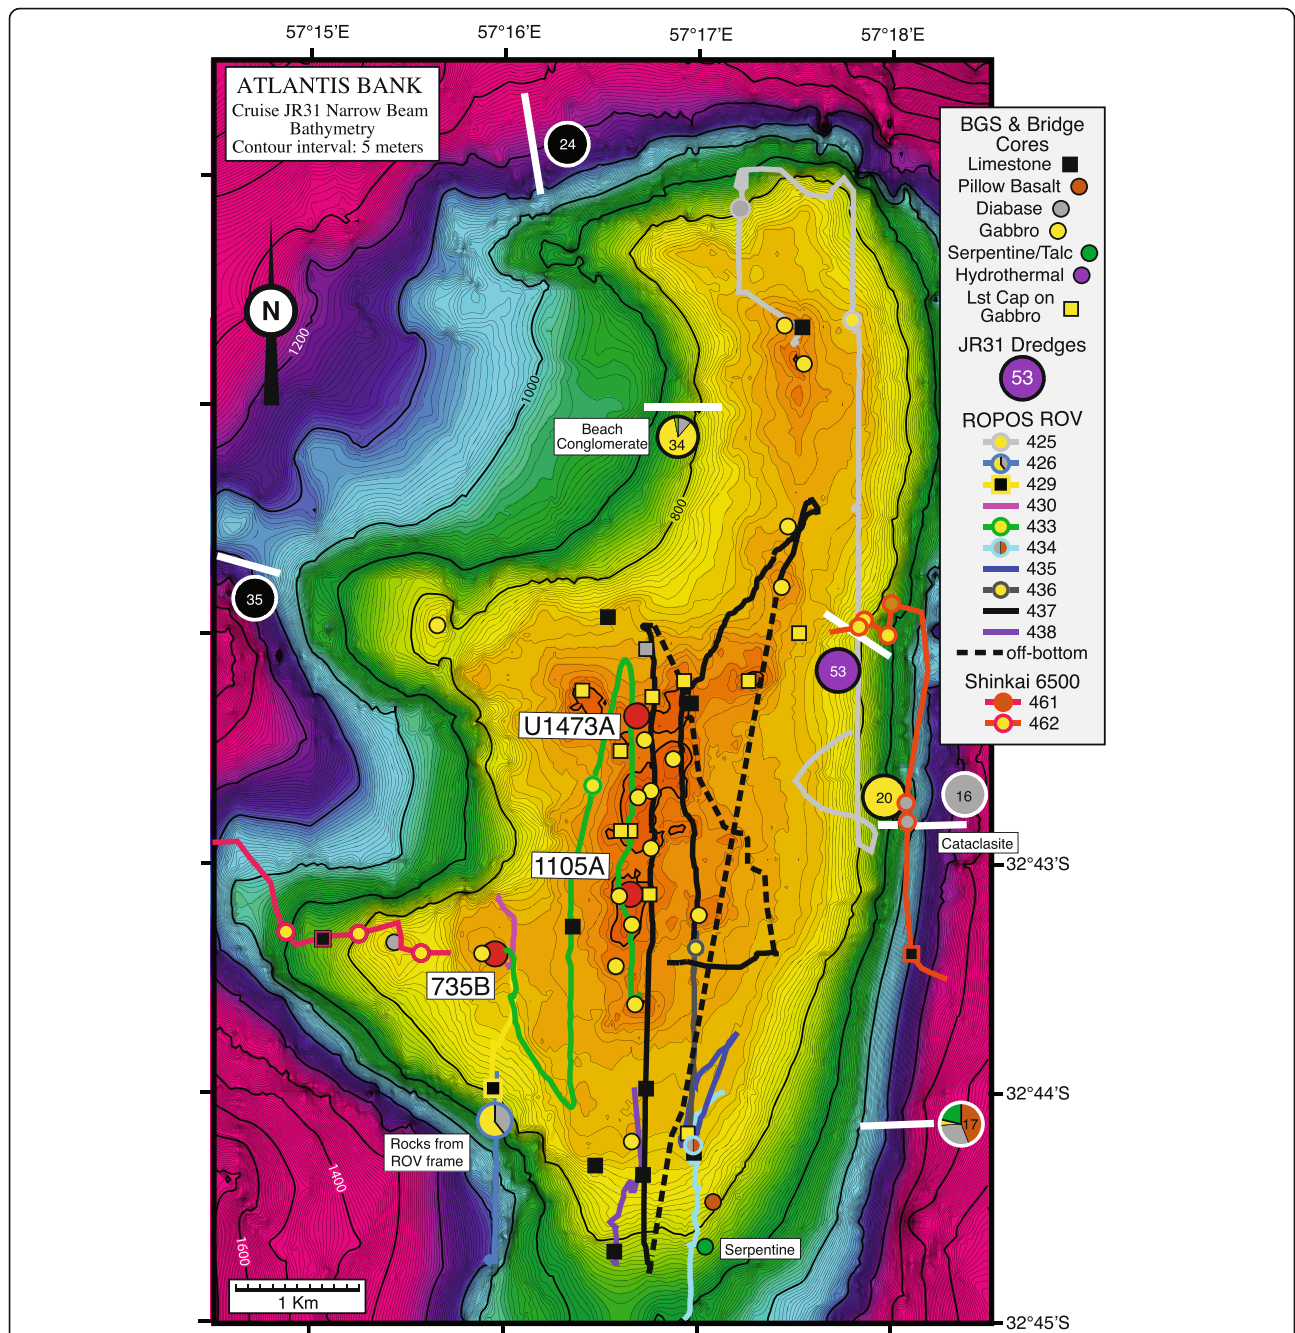 57°15'E
57°16'E
57°17'E
57°18'E
ATLANTIS BANK
Cruise JR31 Narrow Beam
Bathymetry
Contour interval: 5 meters
24
N
1200
1000
Beach
Conglomerate
34
800
35
53
U1473A
20
16
Cataclasite
1105A
32°43'S
735B
32°44'S
17
Rocks from
ROV frame
1400
1600
Serpentine
1 Km
32°45'S
BGS & Bridge
Cores
Limestone
Pillow Basalt
Diabase
Gabbro
Serpentine/Talc
Hydrothermal
Lst Cap on
Gabbro
JR31 Dredges
53
ROPOS ROV
425
426
429
430
433
434
435
436
437
438
off-bottom
Shinkai 6500
461
462